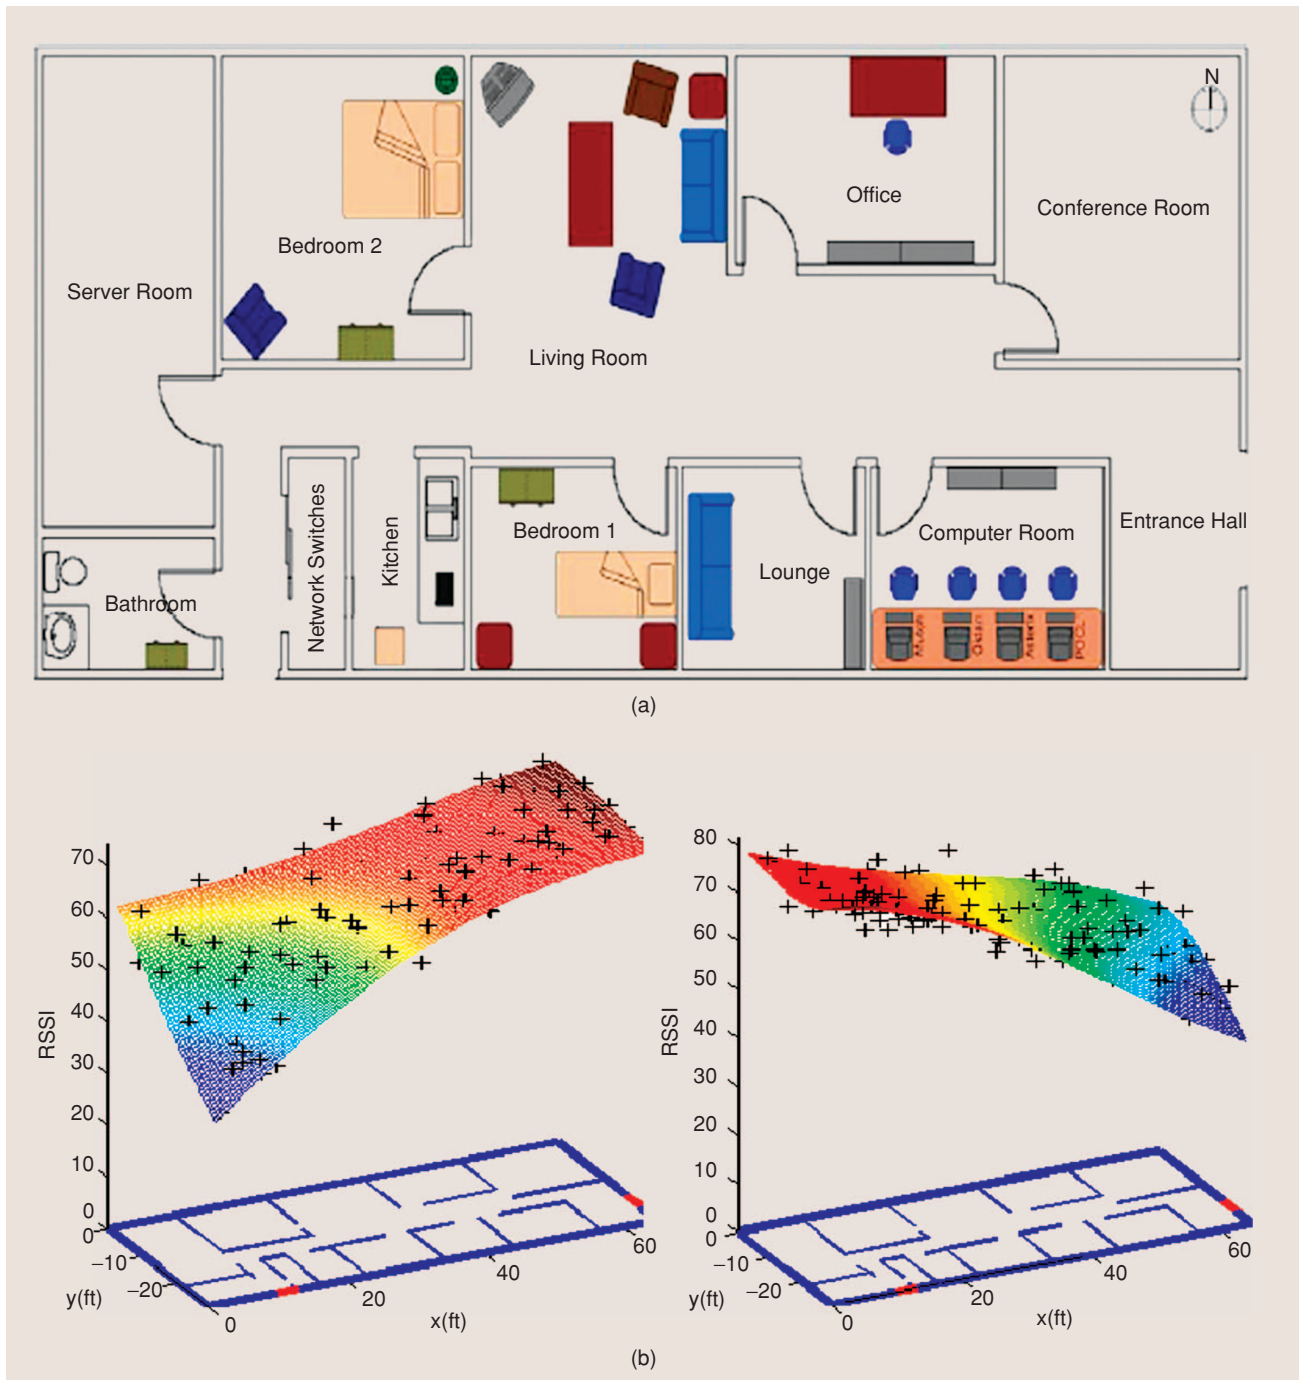 N
Office
Conference Room
Bedroom 2
Server Room
Living Room
Network Switches
Kitchen
Bedroom 1
Computer Room
Entrance Hall
Lounge
Bathroom
POOL
(a)
70
60
50
40
30
20
10
0
0
−10
−20
0
20
40
60
RSSI
y(ft)
x(ft)
80
70
60
50
40
30
20
10
0
0
−10
−20
0
20
40
60
RSSI
y(ft)
x(ft)
(b)